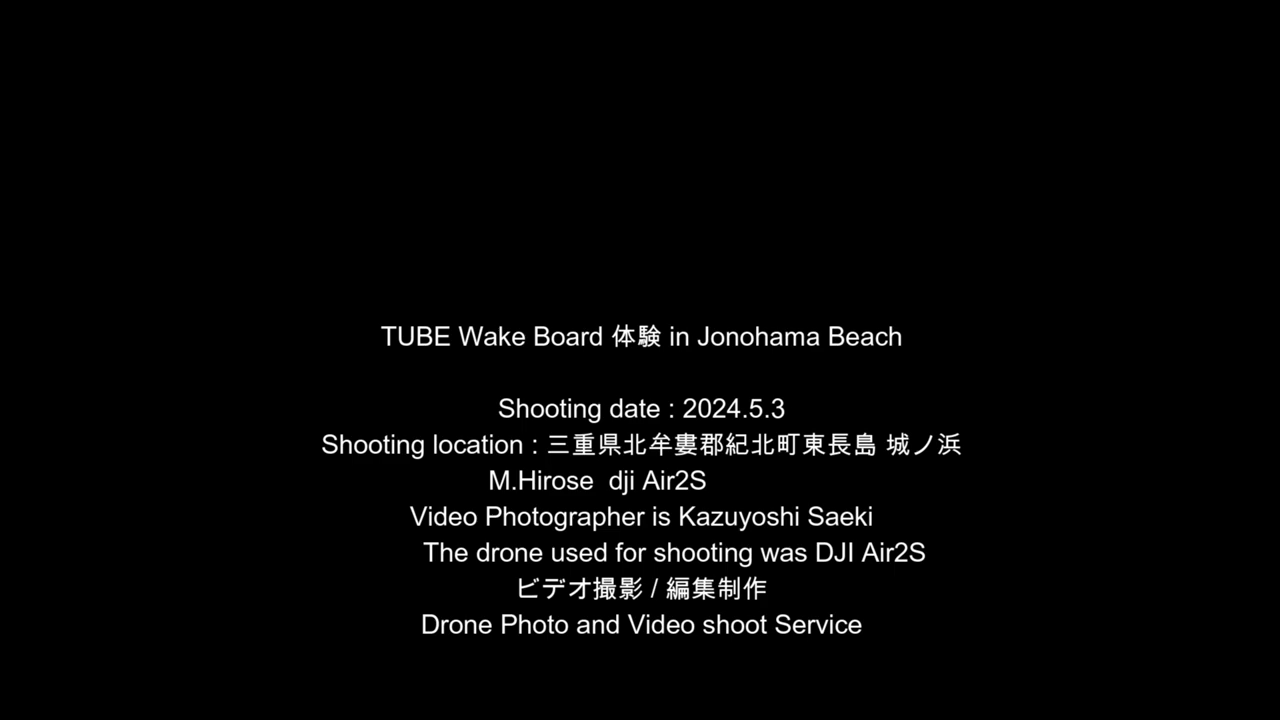 TUBE Wake Board 体験 in Jonohama Beach
Shooting date : 2024.5.3
Shooting location : 三重県北牟婁郡紀北町東長島 城ノ浜
M.Hirose  dji Air2S
Video Photographer is Kazuyoshi Saeki
The drone used for shooting was DJI Air2S
ビデオ撮影 / 編集制作
Drone Photo and Video shoot Service